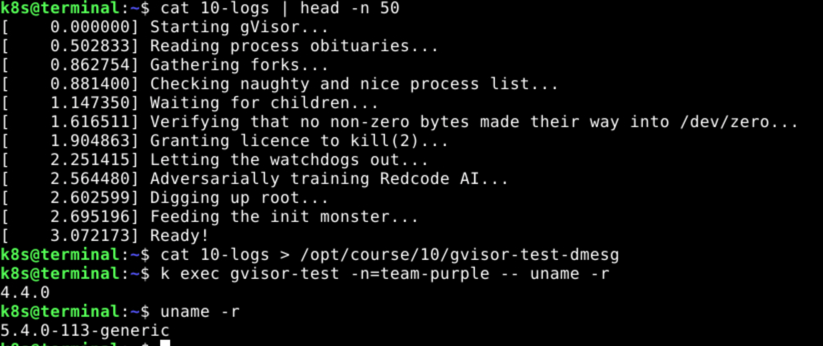 k8s@terminal:~$ cat 10-logs | head -n 50
[    0.000000] Starting gVisor...
[    0.502833] Reading process obituaries...
[    0.862754] Gathering forks...
[    0.881400] Checking naughty and nice process list...
[    1.147350] Waiting for children...
[    1.616511] Verifying that no non-zero bytes made their way into /dev/zero...
[    1.904863] Granting licence to kill(2)...
[    2.251415] Letting the watchdogs out...
[    2.564480] Adversarially training Redcode AI...
[    2.602599] Digging up root...
[    2.695196] Feeding the init monster...
[    3.072173] Ready!
k8s@terminal:~$ cat 10-logs > /opt/course/10/gvisor-test-dmesg
k8s@terminal:~$ k exec gvisor-test -n=team-purple -- uname -r
4.4.0
k8s@terminal:~$ uname -r
5.4.0-113-generic
k8s@terminal:~$